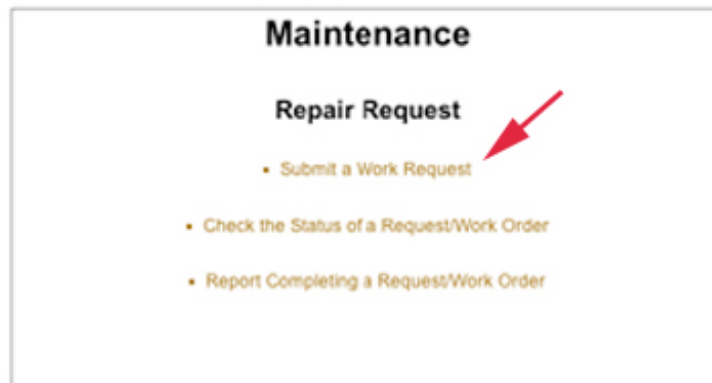 Maintenance
Repair Request
• Submit a Work Request
• Check the Status of a Request/Work Order
• Report Completing a Request/Work Order